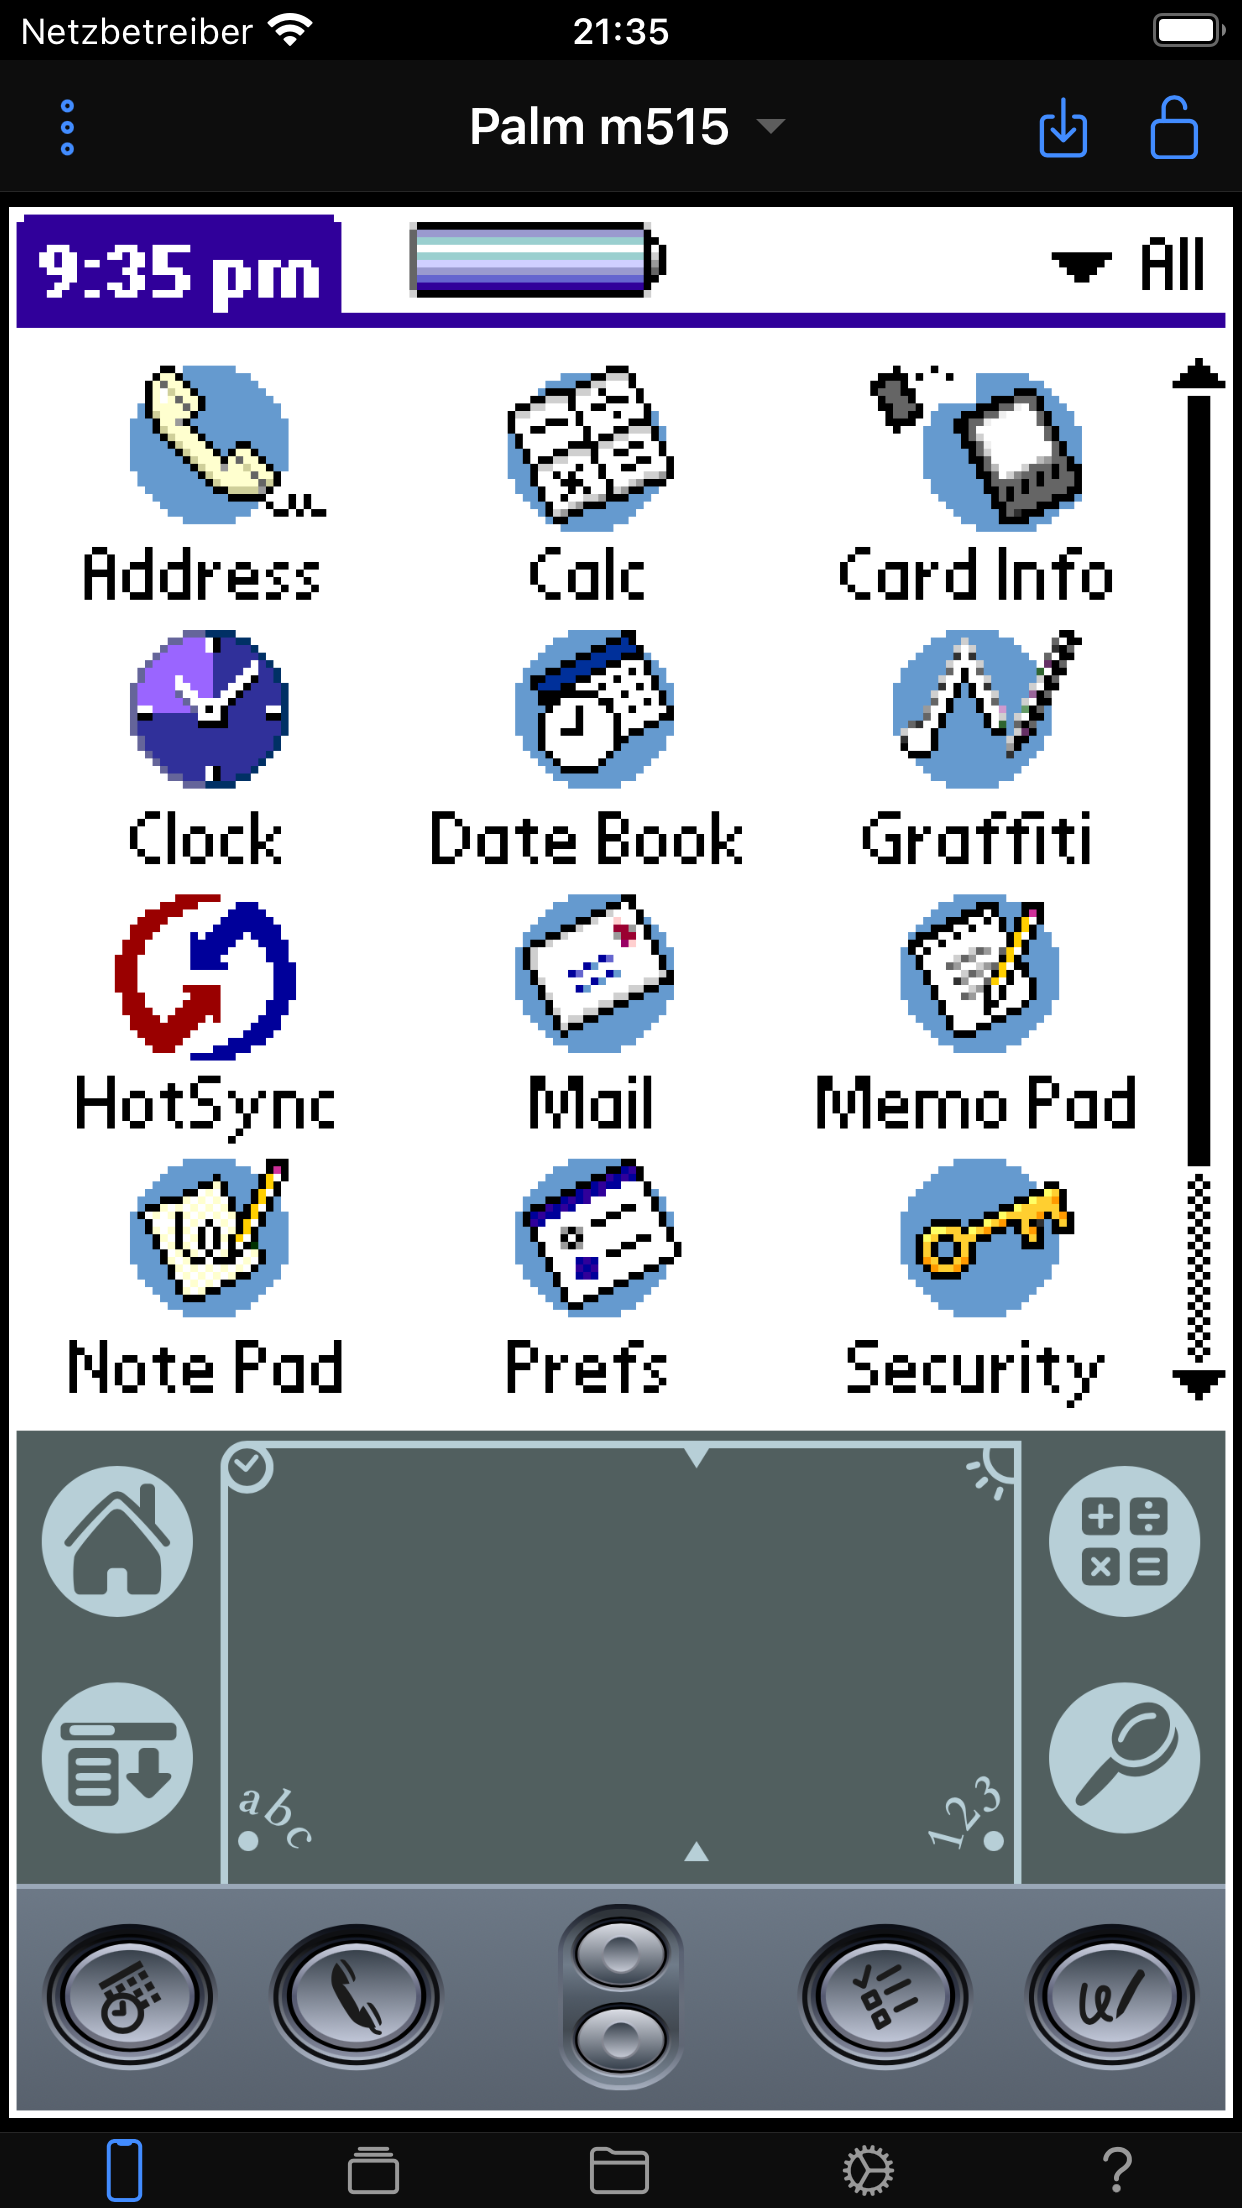 Netzbetreiber 21:35
Palm m515
9:35 pm All
Address Calc Card Info
Clock Date Book Graffiti
HotSync Mail Memo Pad
Note Pad Prefs Security
abc 123